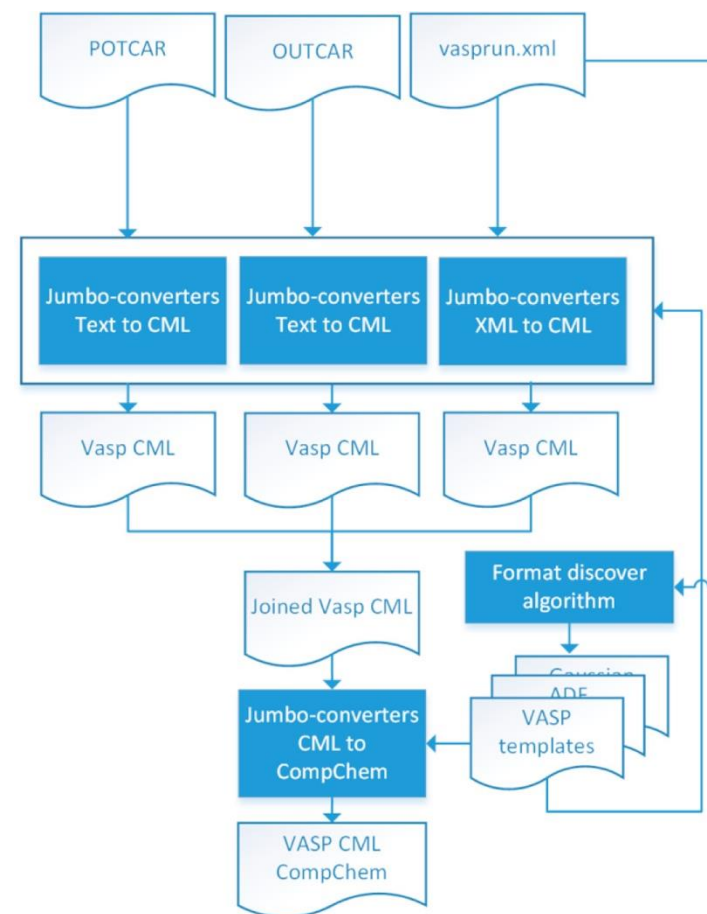 POTCAR
OUTCAR
vasprun.xml
Jumbo-converters
Text to CML
Jumbo-converters
Text to CML
Jumbo-converters
XML to CML
Vasp CML
Vasp CML
Vasp CML
Format discover
algorithm
Joined Vasp CML
Gaussian
ADF
VASP
templates
Jumbo-converters
CML to
CompChem
VASP CML
CompChem